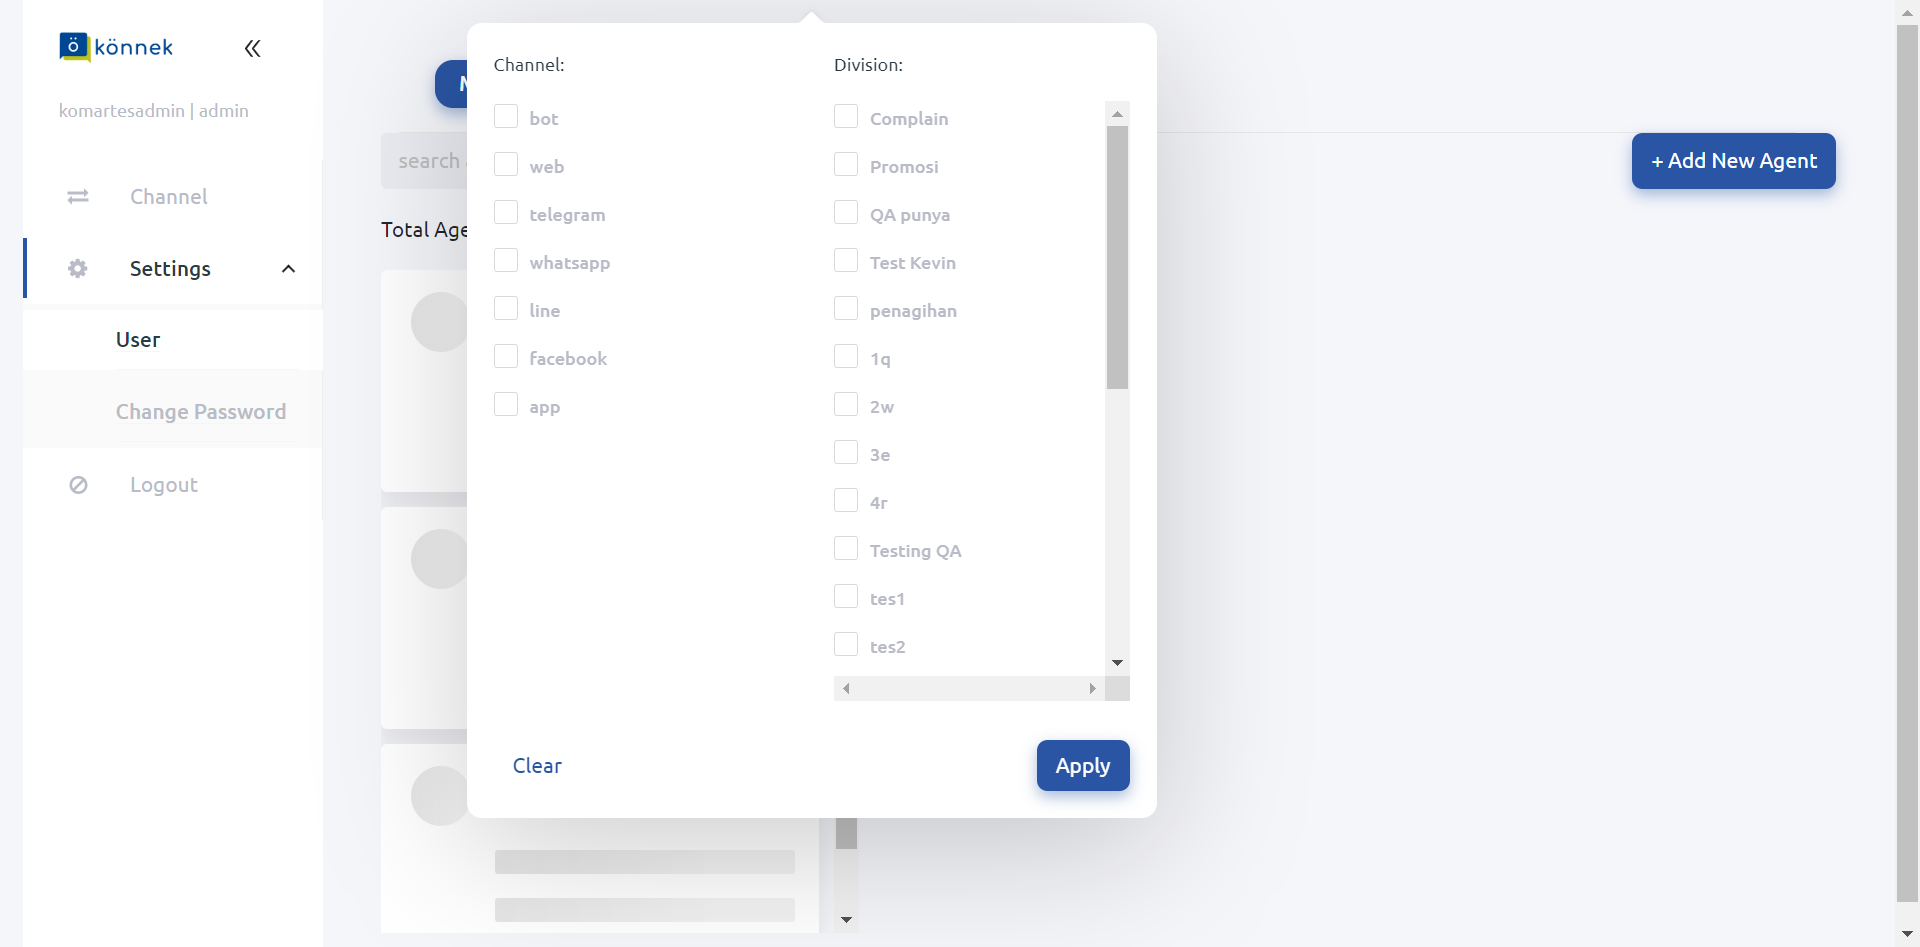 ö könnek
komartesadmin | admin
Channel
Settings
User
Change Password
Logout
search
Total Age
+ Add New Agent
Channel:
bot
web
telegram
whatsapp
line
facebook
app
Division:
Complain
Promosi
QA punya
Test Kevin
penagihan
1q
2w
3e
4r
Testing QA
tes1
tes2
Clear
Apply